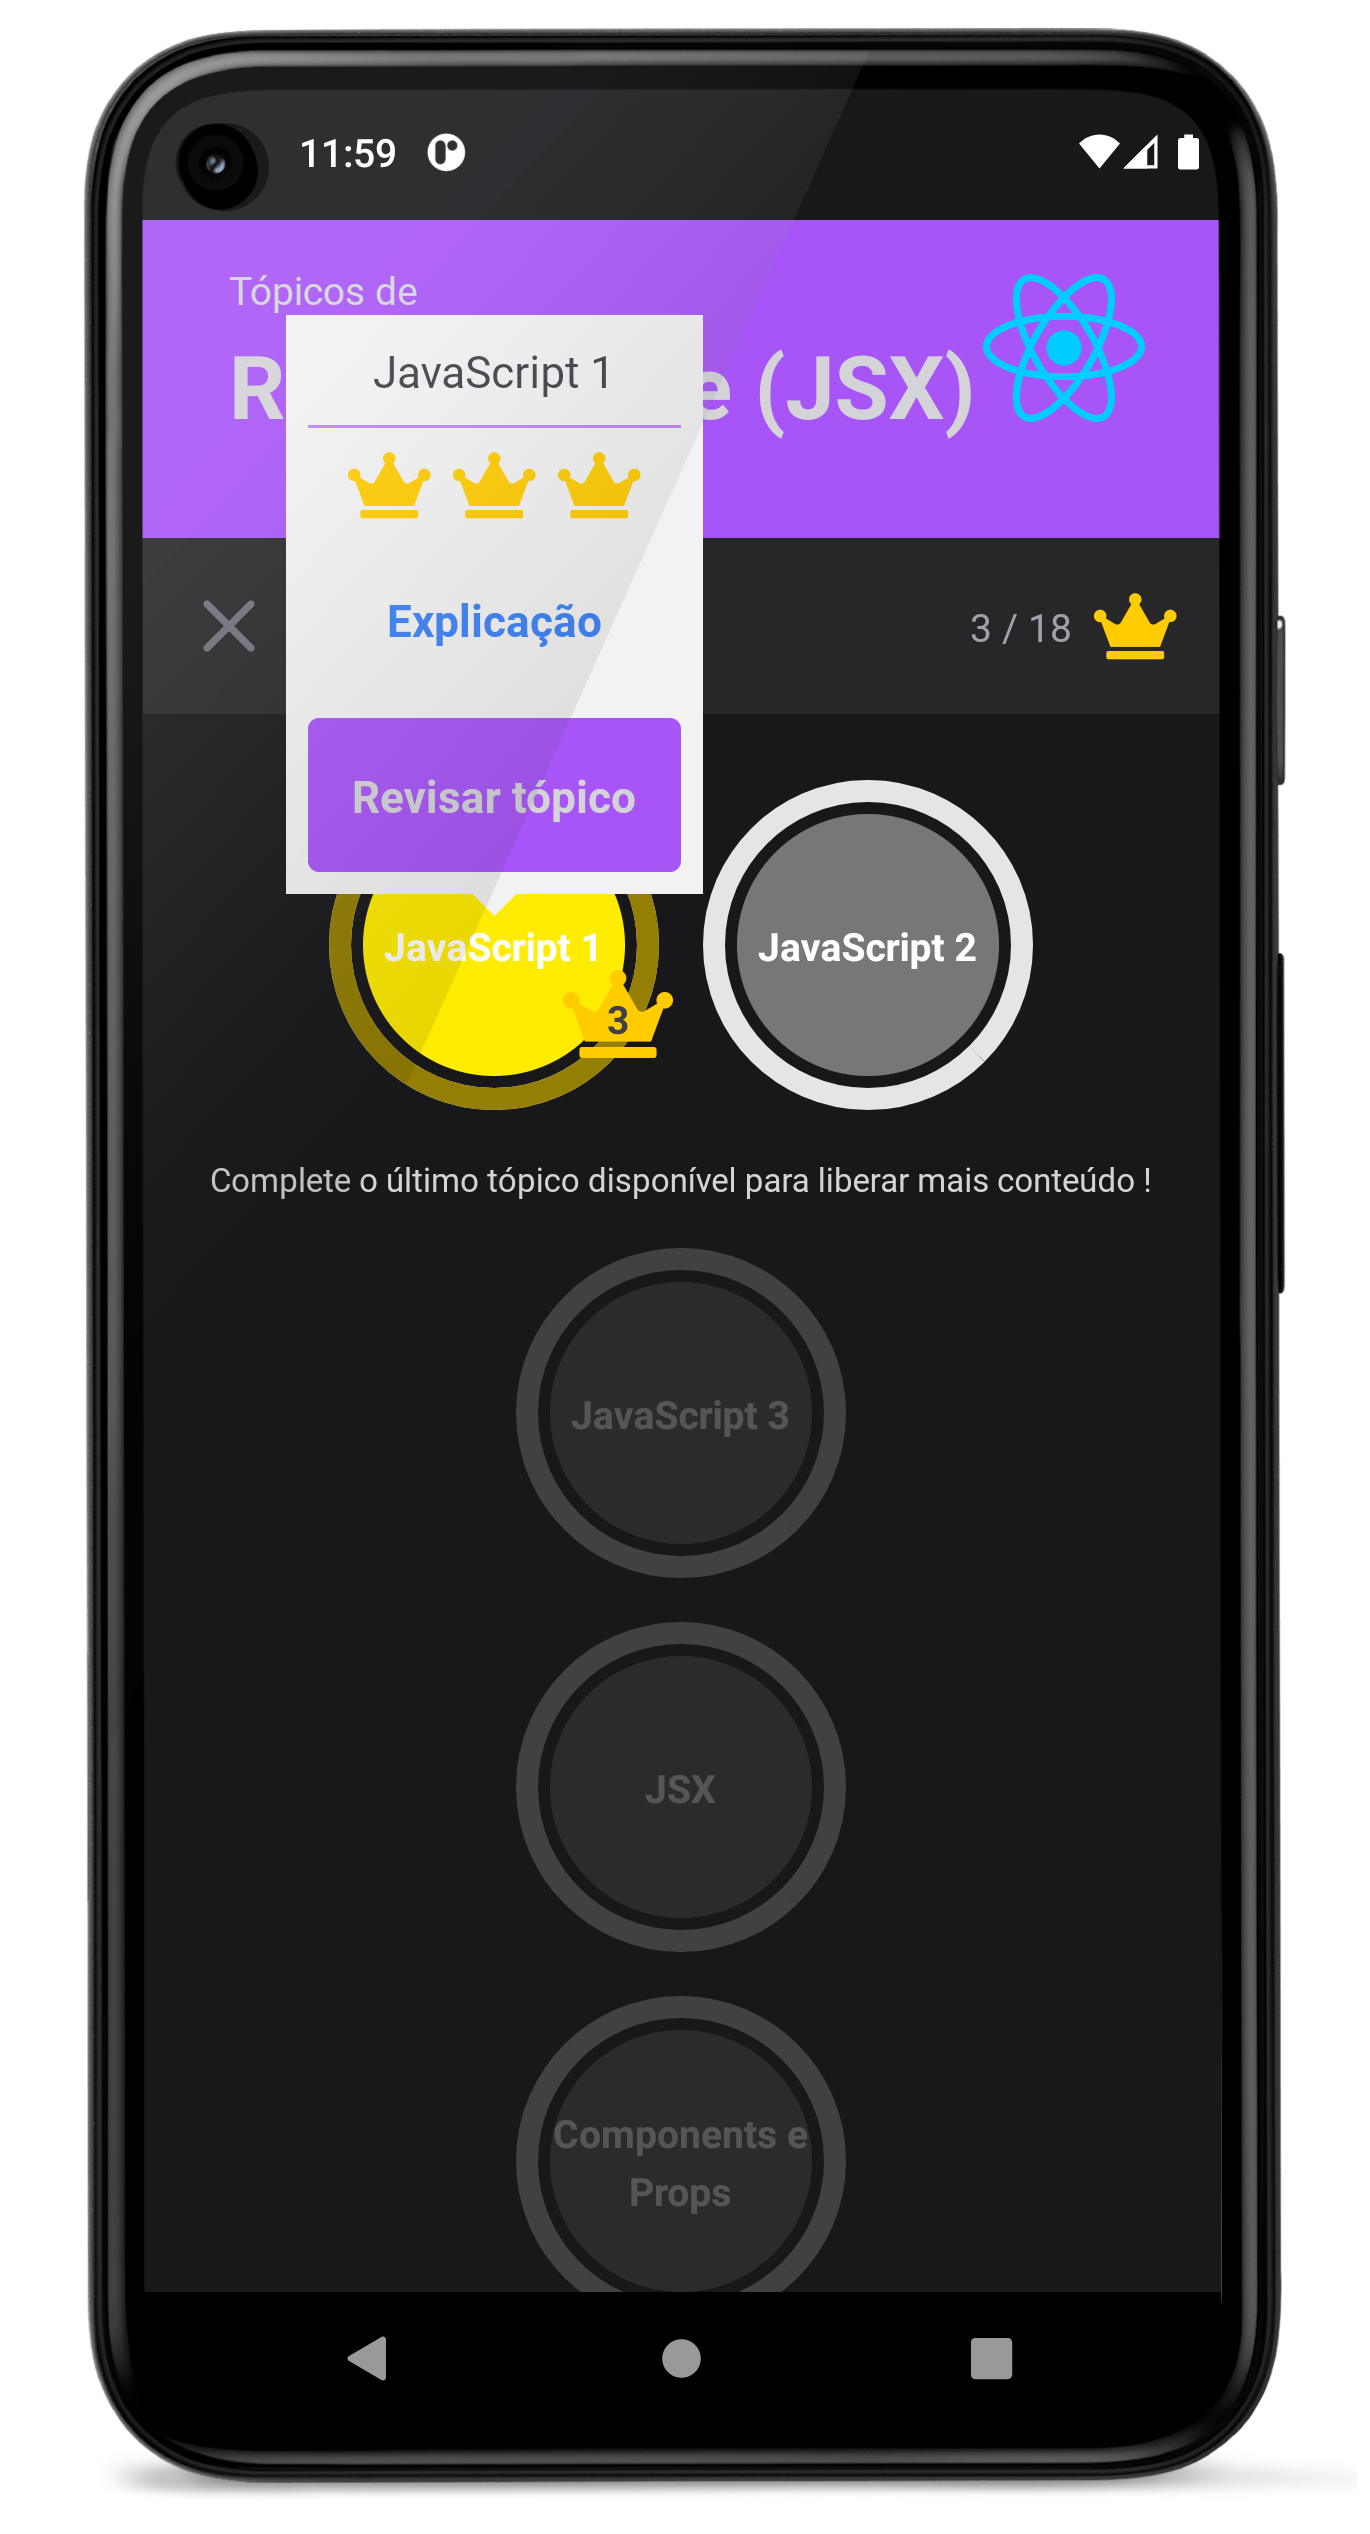 11:59
Tópicos de
(JSX)
JavaScript 1
Explicação
3 / 18
Revisar tópico
JavaScript 1
3
JavaScript 2
Complete o último tópico disponível para liberar mais conteúdo !
JavaScript 3
JSX
Components e
Props